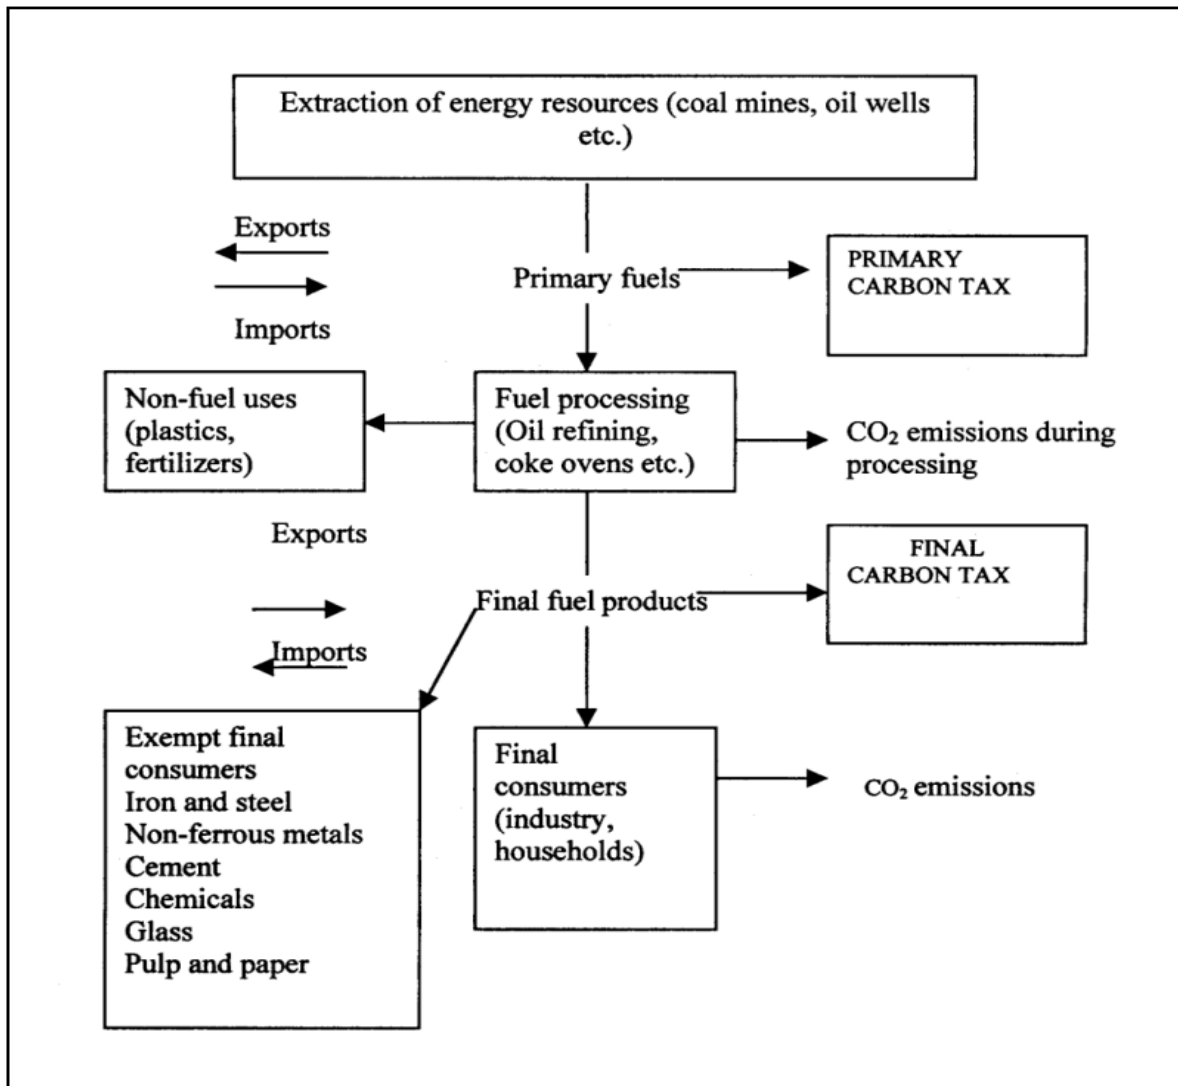 Extraction of energy resources (coal mines, oil wells
etc.)
Exports
Imports
Primary fuels
PRIMARY
CARBON TAX
Non-fuel uses
(plastics,
fertilizers)
Fuel processing
(Oil refining,
coke ovens etc.)
CO₂ emissions during
processing
Exports
Imports
Final fuel products
FINAL
CARBON TAX
Exempt final
consumers
Iron and steel
Non-ferrous metals
Cement
Chemicals
Glass
Pulp and paper
Final
consumers
(industry,
households)
CO₂ emissions